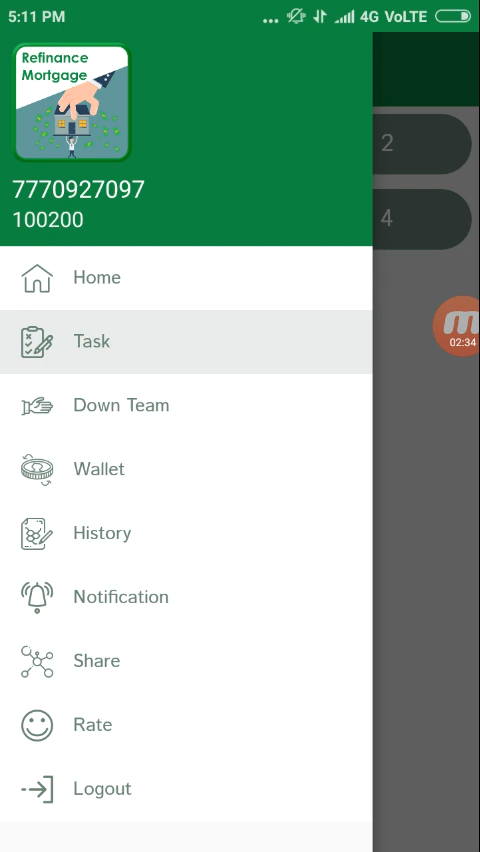 5:11 PM
... 4G VoLTE
Refinance
Mortgage
7770927097
100200
2
4
Home
Task
m
02:34
Down Team
Wallet
History
Notification
Share
Rate
Logout